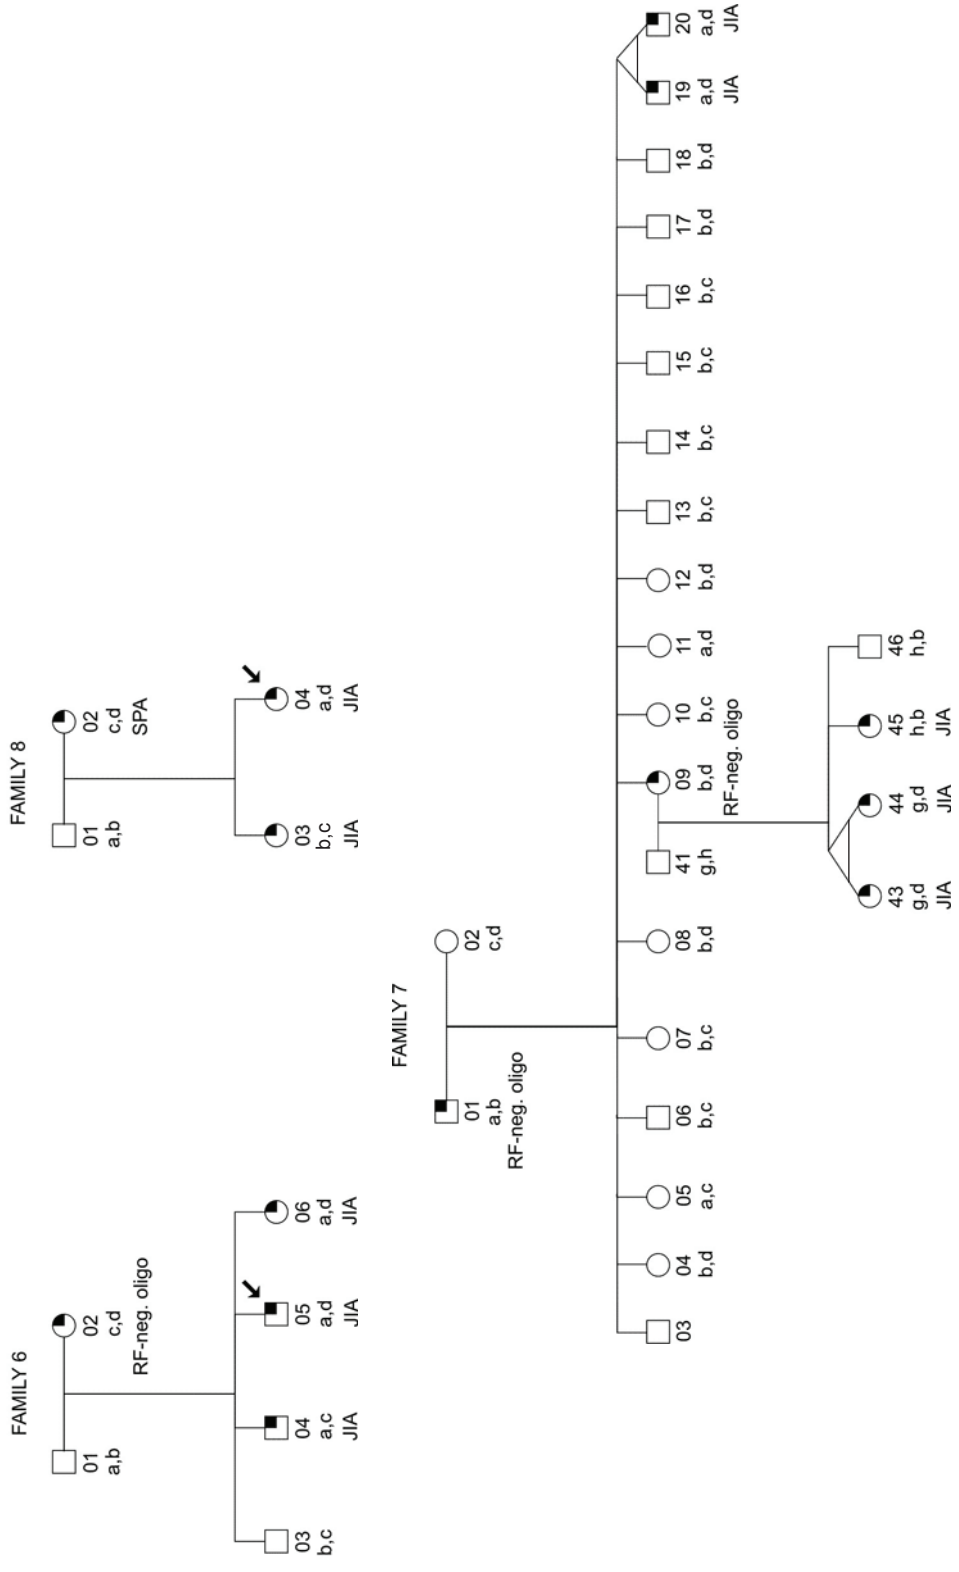 FAMILY 6
01
a,b
02
c,d
RF-neg. oligo
03
b,c
04
a,c
JIA
05
a,d
JIA
06
a,d
JIA
FAMILY 8
01
a,b
02
c,d
SPA
03
b,c
JIA
04
a,d
JIA
FAMILY 7
01
a,b
RF-neg. oligo
02
c,d
03
04
b,d
05
a,c
06
b,c
07
b,c
08
b,d
41
g,h
09
b,d
RF-neg. oligo
10
b,c
11
a,d
12
b,d
13
b,c
14
b,c
15
b,c
16
b,c
17
b,d
18
b,d
19
a,d
JIA
20
a,d
JIA
43
g,d
JIA
44
g,d
JIA
45
h,b
JIA
46
h,b